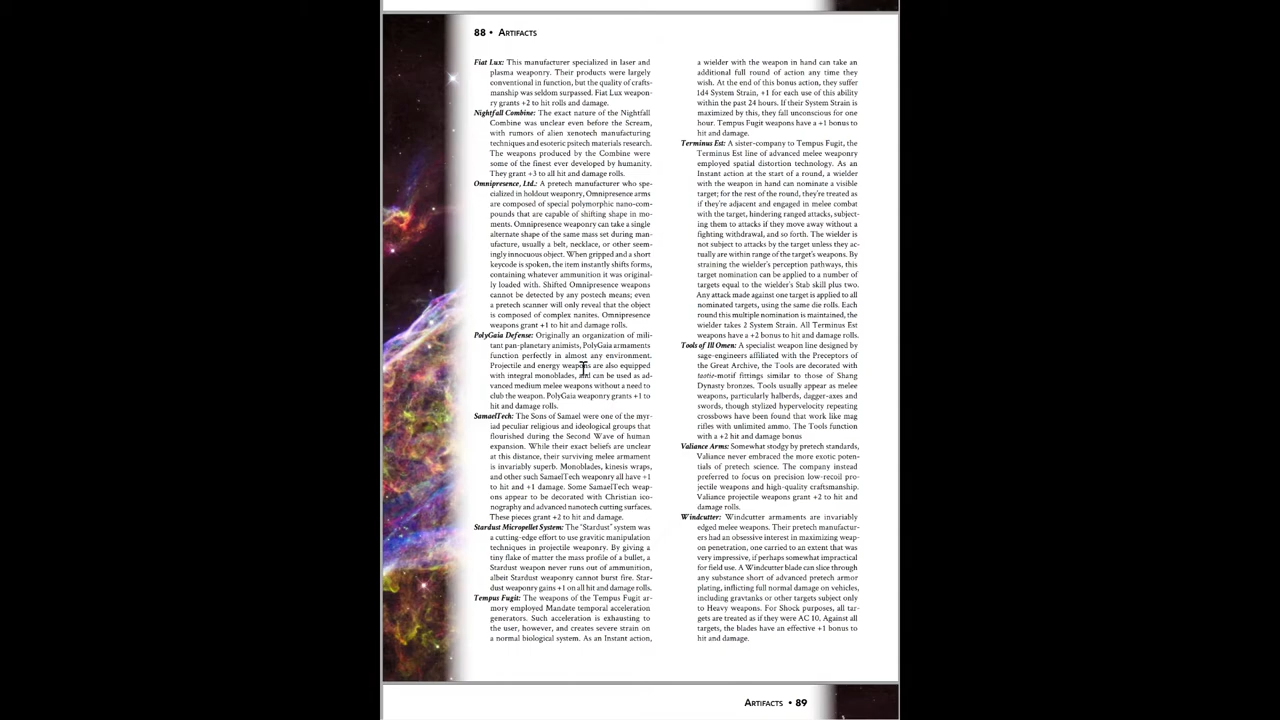 88 • Artifacts
Fiat Lux: This manufacturer specialized in laser and
plasma weaponry. Their products were largely
conventional in function, but the quality of crafts-
manship was seldom surpassed. Fiat Lux weapon-
ry grants +2 to hit rolls and damage.
Nightfall Combine: The exact nature of the Nightfall
Combine was unclear even before the Scream,
with rumors of alien xenotech manufacturing
techniques and esoteric psitech materials research.
The weapons produced by the Combine were
some of the finest ever developed by humanity.
They grant +3 to all hit and damage rolls.
Omnipresence, Ltd.: A pretech manufacturer who spe-
cialized in holdout weaponry, Omnipresence arms
are composed of special polymorphic nano-com-
pounds that are capable of shifting shape in mo-
ments. Omnipresence weaponry can take a single
alternate shape of the same mass set during man-
ufacture, usually a belt, necklace, or other seem-
ingly innocuous object. When gripped and a short
keycode is spoken, the item instantly shifts forms,
containing whatever ammunition it was original-
ly loaded with. Shifted Omnipresence weapons
cannot be detected by any postech means; even
a pretech scanner will only reveal that the object
is composed of complex nanites. Omnipresence
weapons grant +1 to hit and damage rolls.
PolyGaia Defense: Originally an organization of mili-
tant pan-planetary animists, PolyGaia armaments
function perfectly in almost any environment.
Projectile and energy weapons are also equipped
with integral monoblades, and can be used as ad-
vanced medium melee weapons without a need to
club the weapon. PolyGaia weaponry grants +1 to
hit and damage rolls.
SamaelTech: The Sons of Samael were one of the myr-
iad peculiar religious and ideological groups that
flourished during the Second Wave of human
expansion. While their exact beliefs are unclear
at this distance, their surviving melee armament
is invariably superb. Monoblades, kinesis wraps,
and other such SamaelTech weaponry all have +1
to hit and +1 damage. Some SamaelTech weap-
ons appear to be decorated with Christian ico-
nography and advanced nanotech cutting surfaces.
These pieces grant +2 to hit and damage.
Stardust Micropellet System: The "Stardust" system was
a cutting-edge effort to use gravitic manipulation
techniques in projectile weaponry. By giving a
tiny flake of matter the mass profile of a bullet, a
Stardust weapon never runs out of ammunition,
albeit Stardust weaponry cannot burst fire. Star-
dust weaponry gains +1 on all hit and damage rolls.
Tempus Fugit: The weapons of the Tempus Fugit ar-
mory employed Mandate temporal acceleration
generators. Such acceleration is exhausting to
the user, however, and creates severe strain on
a normal biological system. As an Instant action,
a wielder with the weapon in hand can take an
additional full round of action any time they
wish. At the end of this bonus action, they suffer
1d4 System Strain, +1 for each use of this ability
within the past 24 hours. If their System Strain is
maximized by this, they fall unconscious for one
hour. Tempus Fugit weapons have a +1 bonus to
hit and damage.
Terminus Est: A sister-company to Tempus Fugit, the
Terminus Est line of advanced melee weaponry
employed spatial distortion technology. As an
Instant action at the start of a round, a wielder
with the weapon in hand can nominate a visible
target; for the rest of the round, they're treated as
if they're adjacent and engaged in melee combat
with the target, hindering ranged attacks, subject-
ing them to attacks if they move away without a
fighting withdrawal, and so forth. The wielder is
not subject to attacks by the target unless they ac-
tually are within range of the target's weapons. By
straining the wielder's perception pathways, this
target nomination can be applied to a number of
targets equal to the wielder's Stab skill plus two.
Any attack made against one target is applied to all
nominated targets, using the same die rolls. Each
round this multiple nomination is maintained, the
wielder takes 2 System Strain. All Terminus Est
weapons have a +2 bonus to hit and damage rolls.
Tools of Ill Omen: A specialist weapon line designed by
sage-engineers affiliated with the Preceptors of
the Great Archive, the Tools are decorated with
taotie-motif fittings similar to those of Shang
Dynasty bronzes. Tools usually appear as melee
weapons, particularly halberds, dagger-axes and
swords, though stylized hypervelocity repeating
crossbows have been found that work like mag
rifles with unlimited ammo. The Tools function
with a +2 hit and damage bonus
Valiance Arms: Somewhat stodgy by pretech standards,
Valiance never embraced the more exotic poten-
tials of pretech science. The company instead
preferred to focus on precision low-recoil pro-
jectile weapons and high-quality craftsmanship.
Valiance projectile weapons grant +2 to hit and
damage rolls.
Windcutter: Windcutter armaments are invariably
edged melee weapons. Their pretech manufactur-
ers had an obsessive interest in maximizing weap-
on penetration, one carried to an extent that was
very impressive, if perhaps somewhat impractical
for field use. A Windcutter blade can slice through
any substance short of advanced pretech armor
plating, inflicting full normal damage on vehicles,
including gravtanks or other targets subject only
to Heavy weapons. For Shock purposes, all tar-
gets are treated as if they were AC 10. Against all
targets, the blades have an effective +1 bonus to
hit and damage.
Artifacts • 89